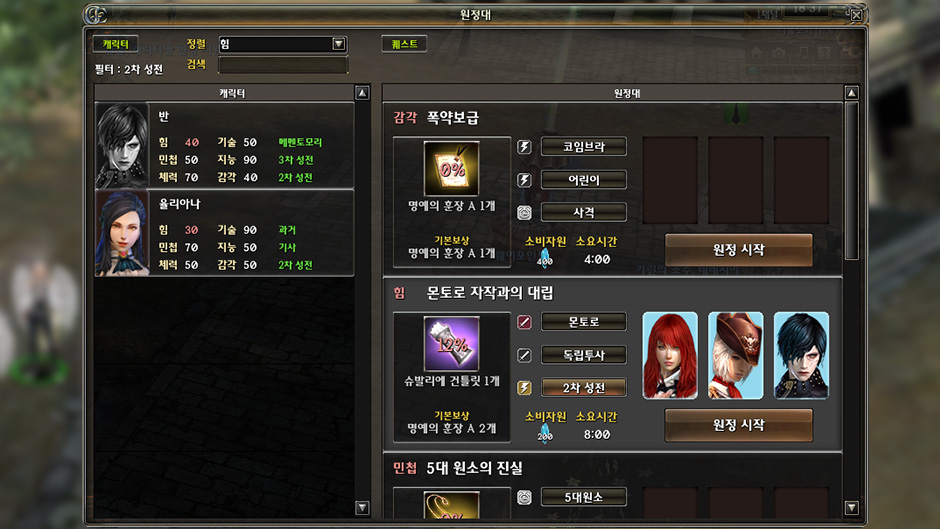 원정대
캐릭터
정렬
힘
퀘스트
필터 : 2차 성전
검색
캐릭터
반
힘 40 기술 50 메멘토모리
민첩 50 지능 90 3차 성전
체력 70 감각 40 2차 성전
율리아나
힘 30 기술 90 과거
민첩 70 지능 50 기사
체력 50 감각 50 2차 성전
원정대
감각 폭약보급
0%
명예의 훈장 A 1개
기본보상
명예의 훈장 A 1개
코임브라
어린이
사격
소비자원 소요시간
400 4:00
원정 시작
힘 몬토로 자작과의 대립
12%
슈발리에 건틀릿 1개
기본보상
명예의 훈장 A 2개
몬토로
독립투사
2차 성전
소비자원 소요시간
200 8:00
원정 시작
민첩 5대 원소의 진실
0%
5대원소